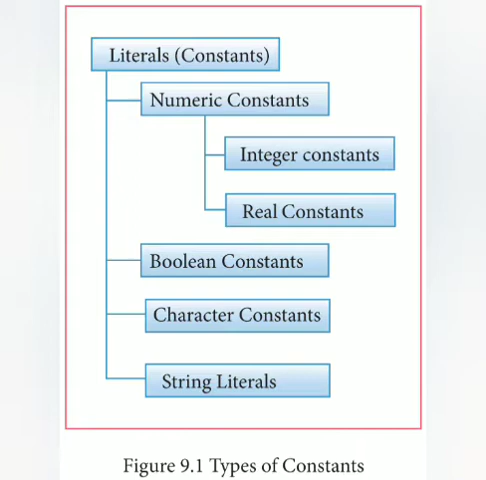 Literals (Constants)
Numeric Constants
Integer constants
Real Constants
Boolean Constants
Character Constants
String Literals
Figure 9.1 Types of Constants